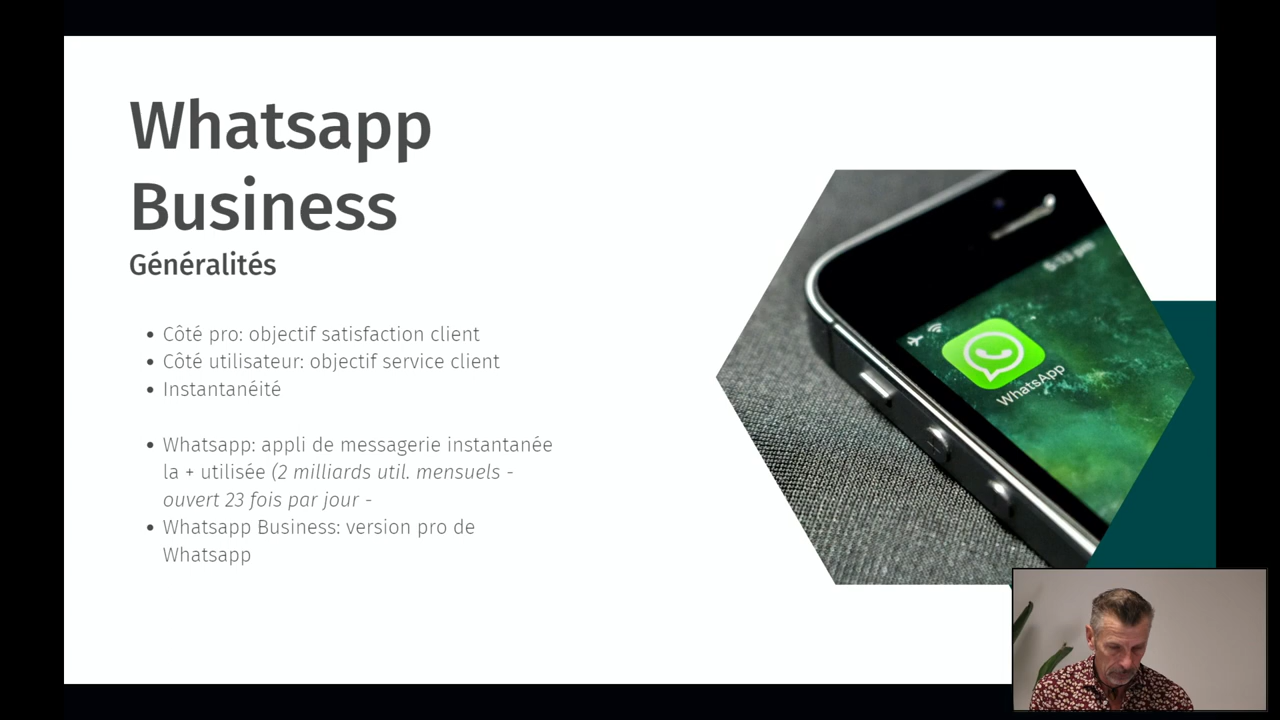 Whatsapp
Business
Généralités
• Côté pro: objectif satisfaction client
• Côté utilisateur: objectif service client
• Instantanéité
• Whatsapp: appli de messagerie instantanée
la + utilisée (2 milliards util. mensuels -
ouvert 23 fois par jour -
• Whatsapp Business: version pro de
Whatsapp
WhatsApp